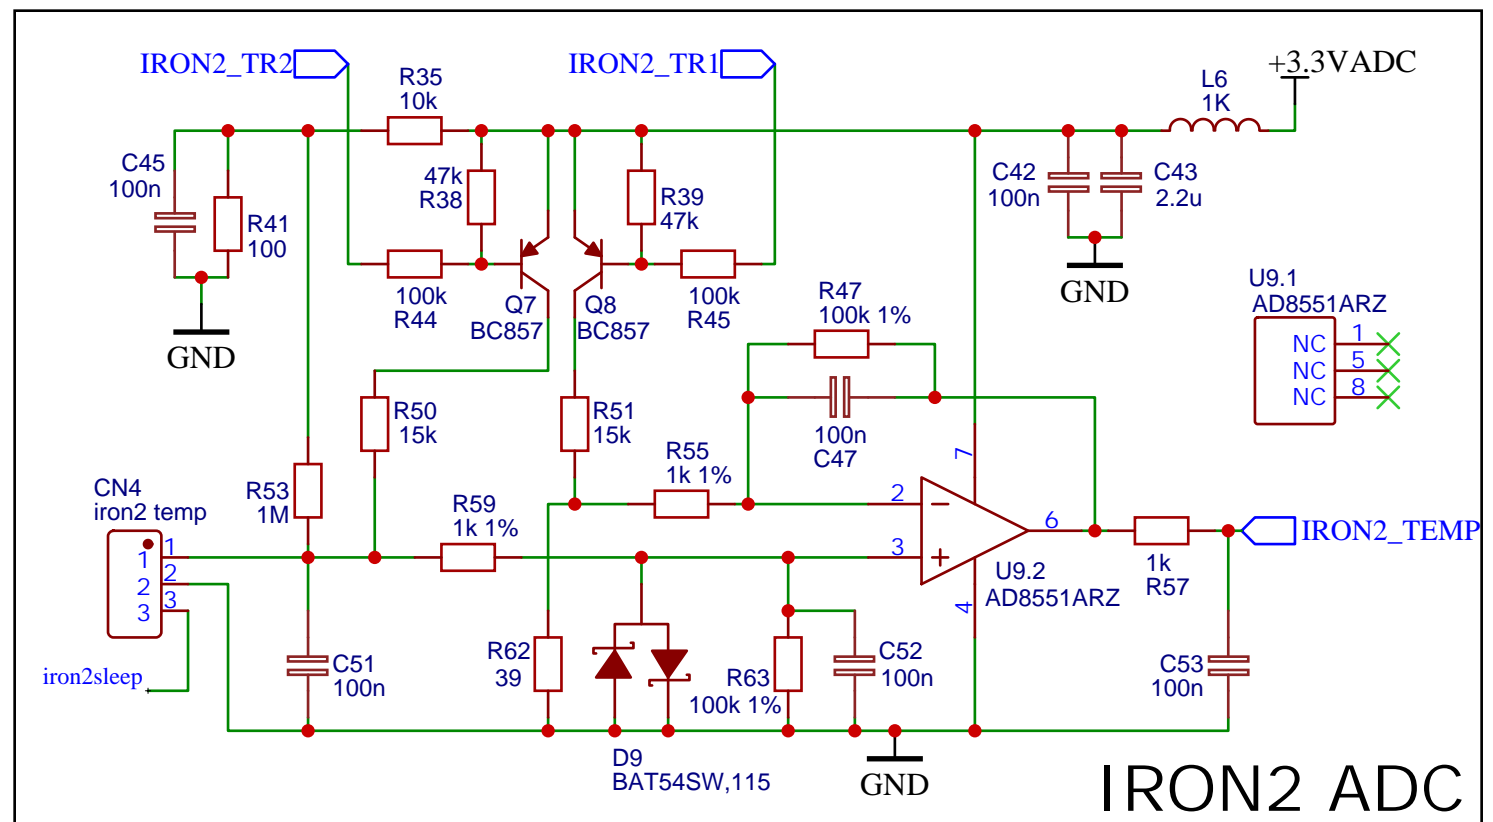 IRON2_TR2
IRON2_TR1
+3.3VADC
R35
10k
L6
1K
C45
100n
47k
R38
R39
47k
C42
100n
C43
2.2u
R41
100
100k
R44
Q7
BC857
Q8
BC857
100k
R45
GND
GND
R47
100k 1%
U9.1
AD8551ARZ
NC 1
NC 5
NC 8
R50
15k
R51
15k
100n
C47
R55
1k 1%
7
CN4
iron2 temp
R53
1M
R59
1k 1%
2
6
3
IRON2_TEMP
1 1
2 2
3 3
U9.2
AD8551ARZ
4
1k
R57
iron2sleep
C51
100n
R62
39
R63
100k 1%
C52
100n
C53
100n
D9
BAT54SW,115
GND
IRON2 ADC